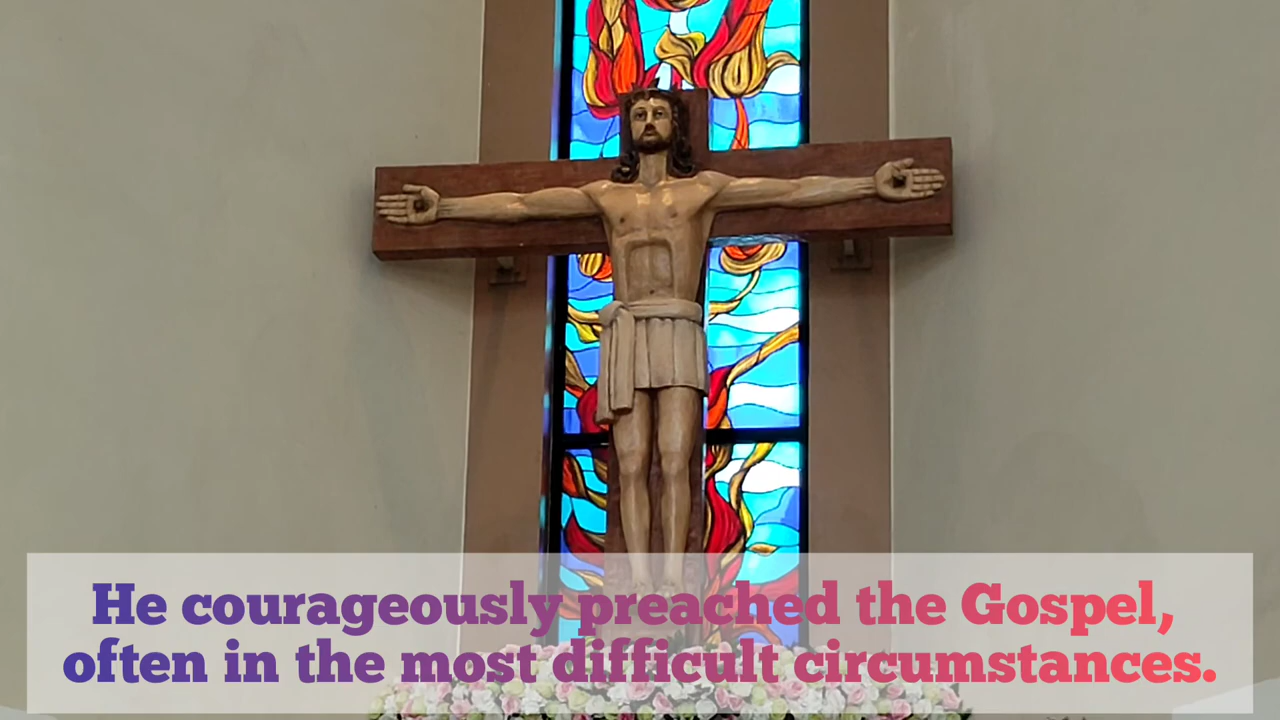 He courageously preached the Gospel,
often in the most difficult circumstances.